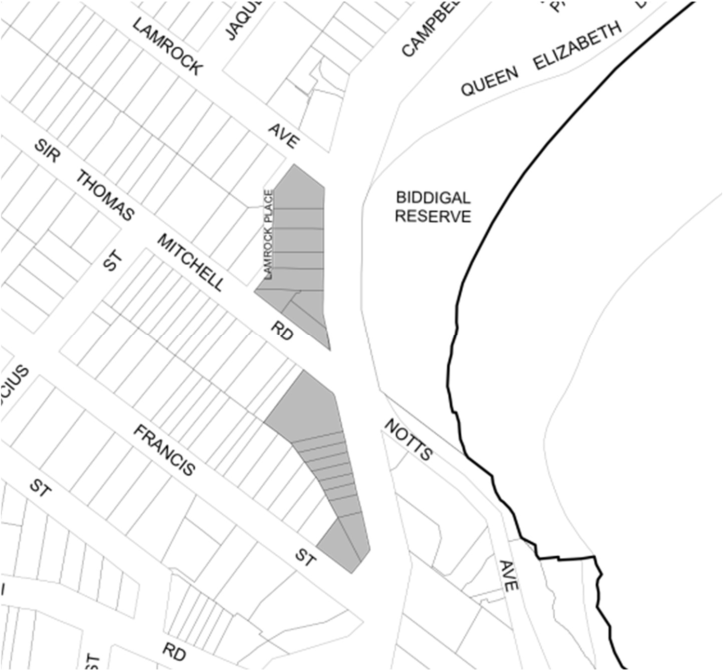 LAMROCK
AVE
QUEEN ELIZABETH
BIDDIGAL
RESERVE
LAMROCK PLACE
SIR THOMAS MITCHELL RD
ST
FRANCIS ST
NOTTS AVE
ST
RD